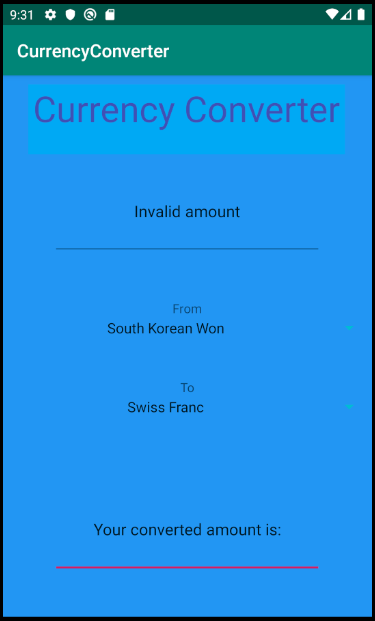 9:31
CurrencyConverter
Currency Converter
Invalid amount
From
South Korean Won
To
Swiss Franc
Your converted amount is: